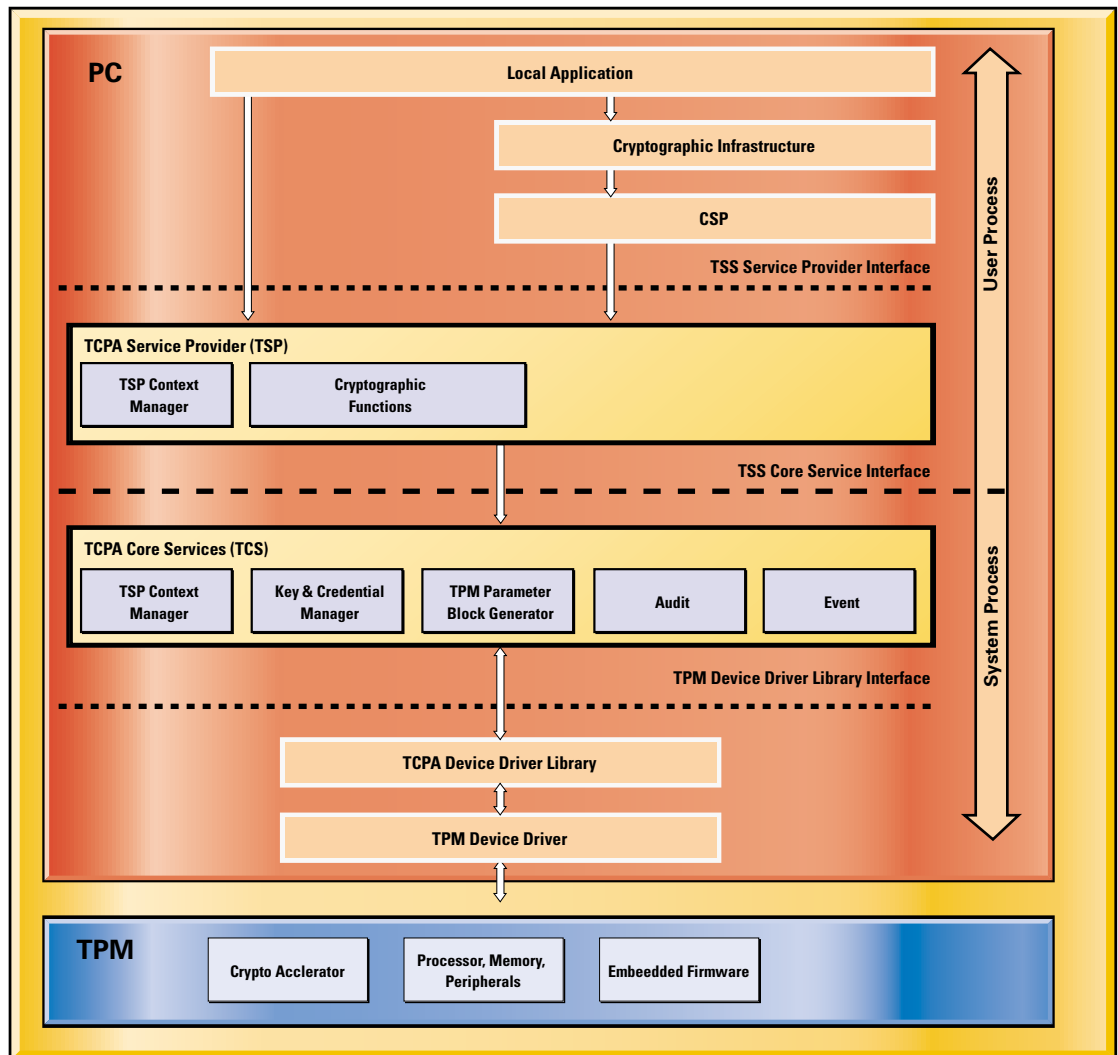 PC
Local Application
Cryptographic Infrastructure
CSP
TSS Service Provider Interface
User Process
TCPA Service Provider (TSP)
TSP Context
Manager
Cryptographic
Functions
TSS Core Service Interface
TCPA Core Services (TCS)
TSP Context
Manager
Key & Credential
Manager
TPM Parameter
Block Generator
Audit
Event
System Process
TPM Device Driver Library Interface
TCPA Device Driver Library
TPM Device Driver
TPM
Crypto Acclerator
Processor, Memory,
Peripherals
Embeedded Firmware